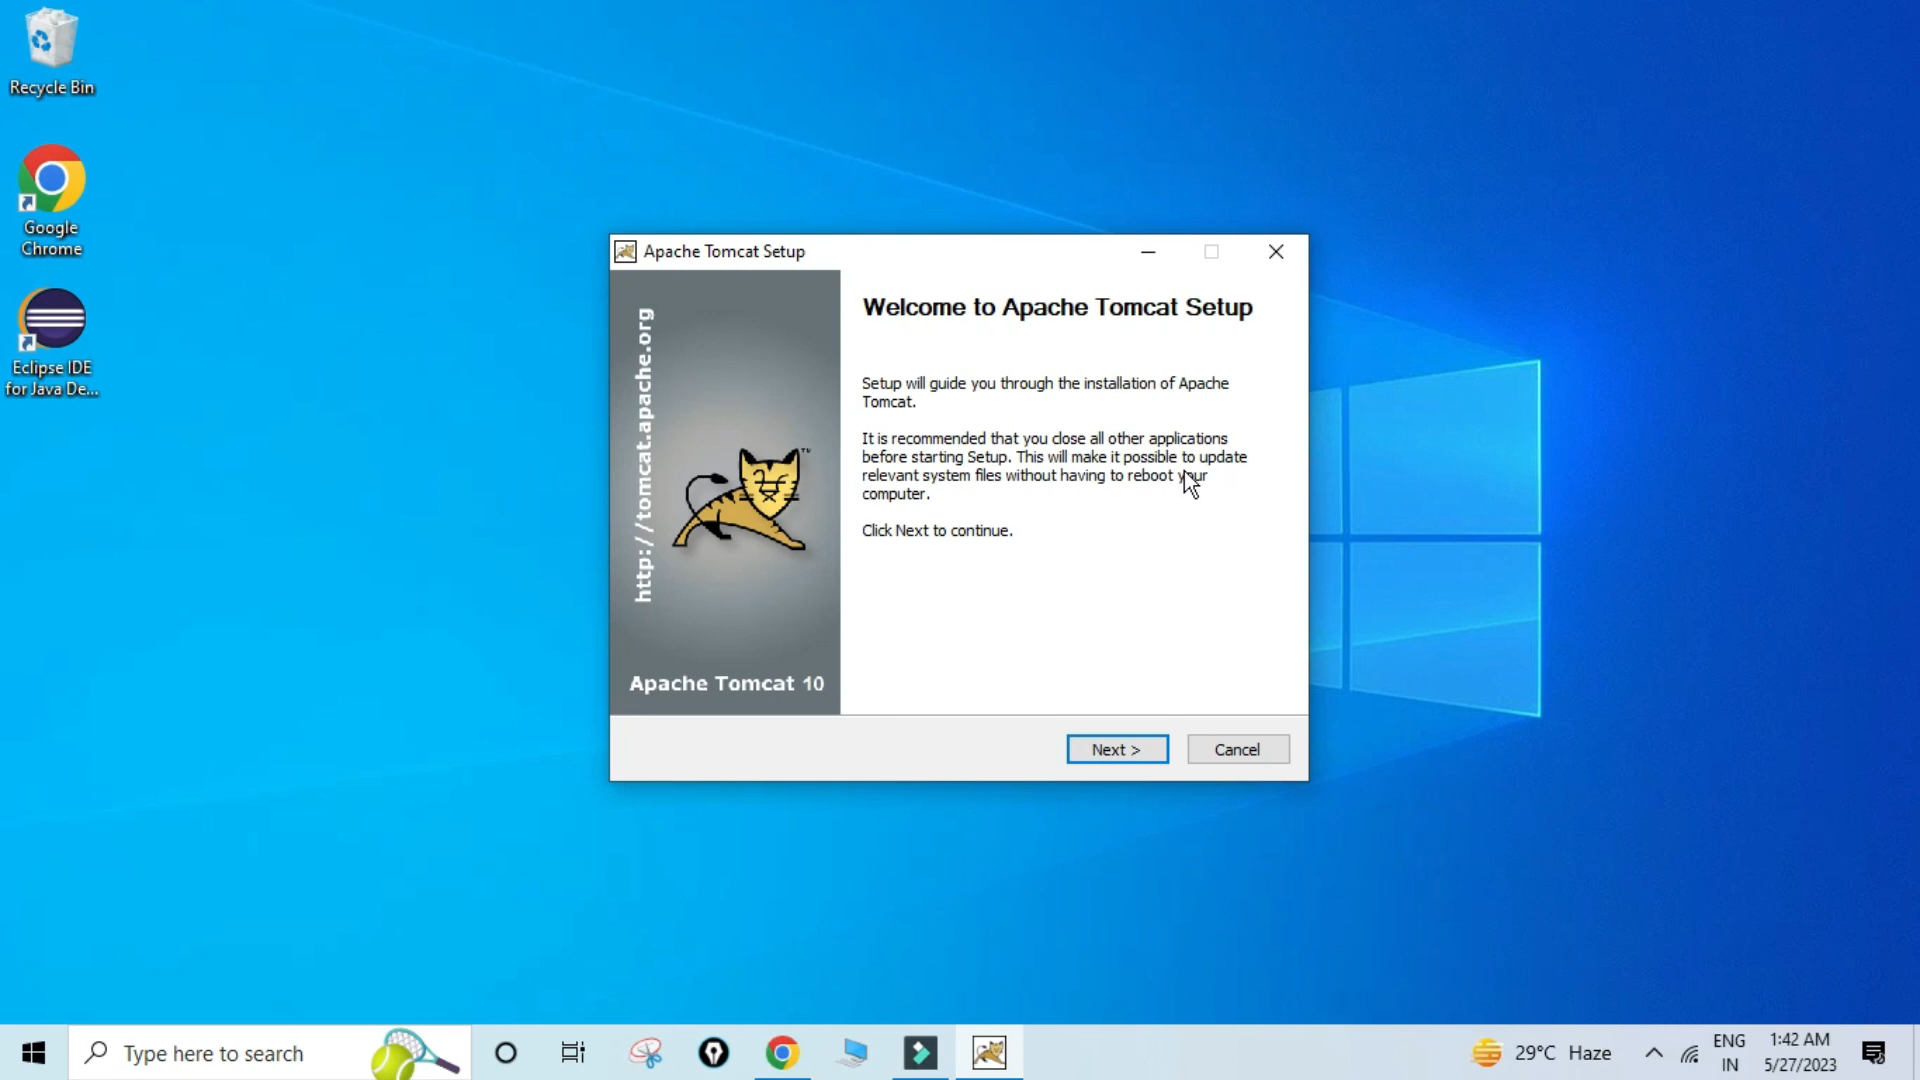 Recycle Bin
Google
Chrome
Eclipse IDE
for Java De...
Apache Tomcat Setup
http://tomcat.apache.org
Apache Tomcat 10
Welcome to Apache Tomcat Setup
Setup will guide you through the installation of Apache
Tomcat.
It is recommended that you close all other applications
before starting Setup. This will make it possible to update
relevant system files without having to reboot your
computer.
Click Next to continue.
Next >
Cancel
Type here to search
29°C Haze
ENG
IN
1:42 AM
5/27/2023